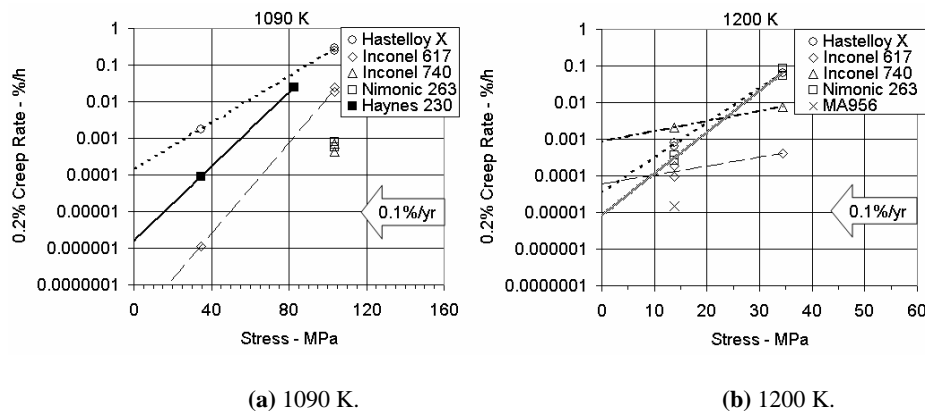 1090 K
1
0.1
0.01
0.001
0.0001
0.00001
0.000001
0.0000001
0.2% Creep Rate - %/h
Hastelloy X
Inconel 617
Inconel 740
Nimonic 263
Haynes 230
0.1%/yr
0 40 80 120 160
Stress - MPa
(a) 1090 K.
1200 K
1
0.1
0.01
0.001
0.0001
0.00001
0.000001
0.0000001
0.2% Creep Rate - %/h
Hastelloy X
Inconel 617
Inconel 740
Nimonic 263
MA956
0.1%/yr
0 10 20 30 40 50 60
Stress - MPa
(b) 1200 K.